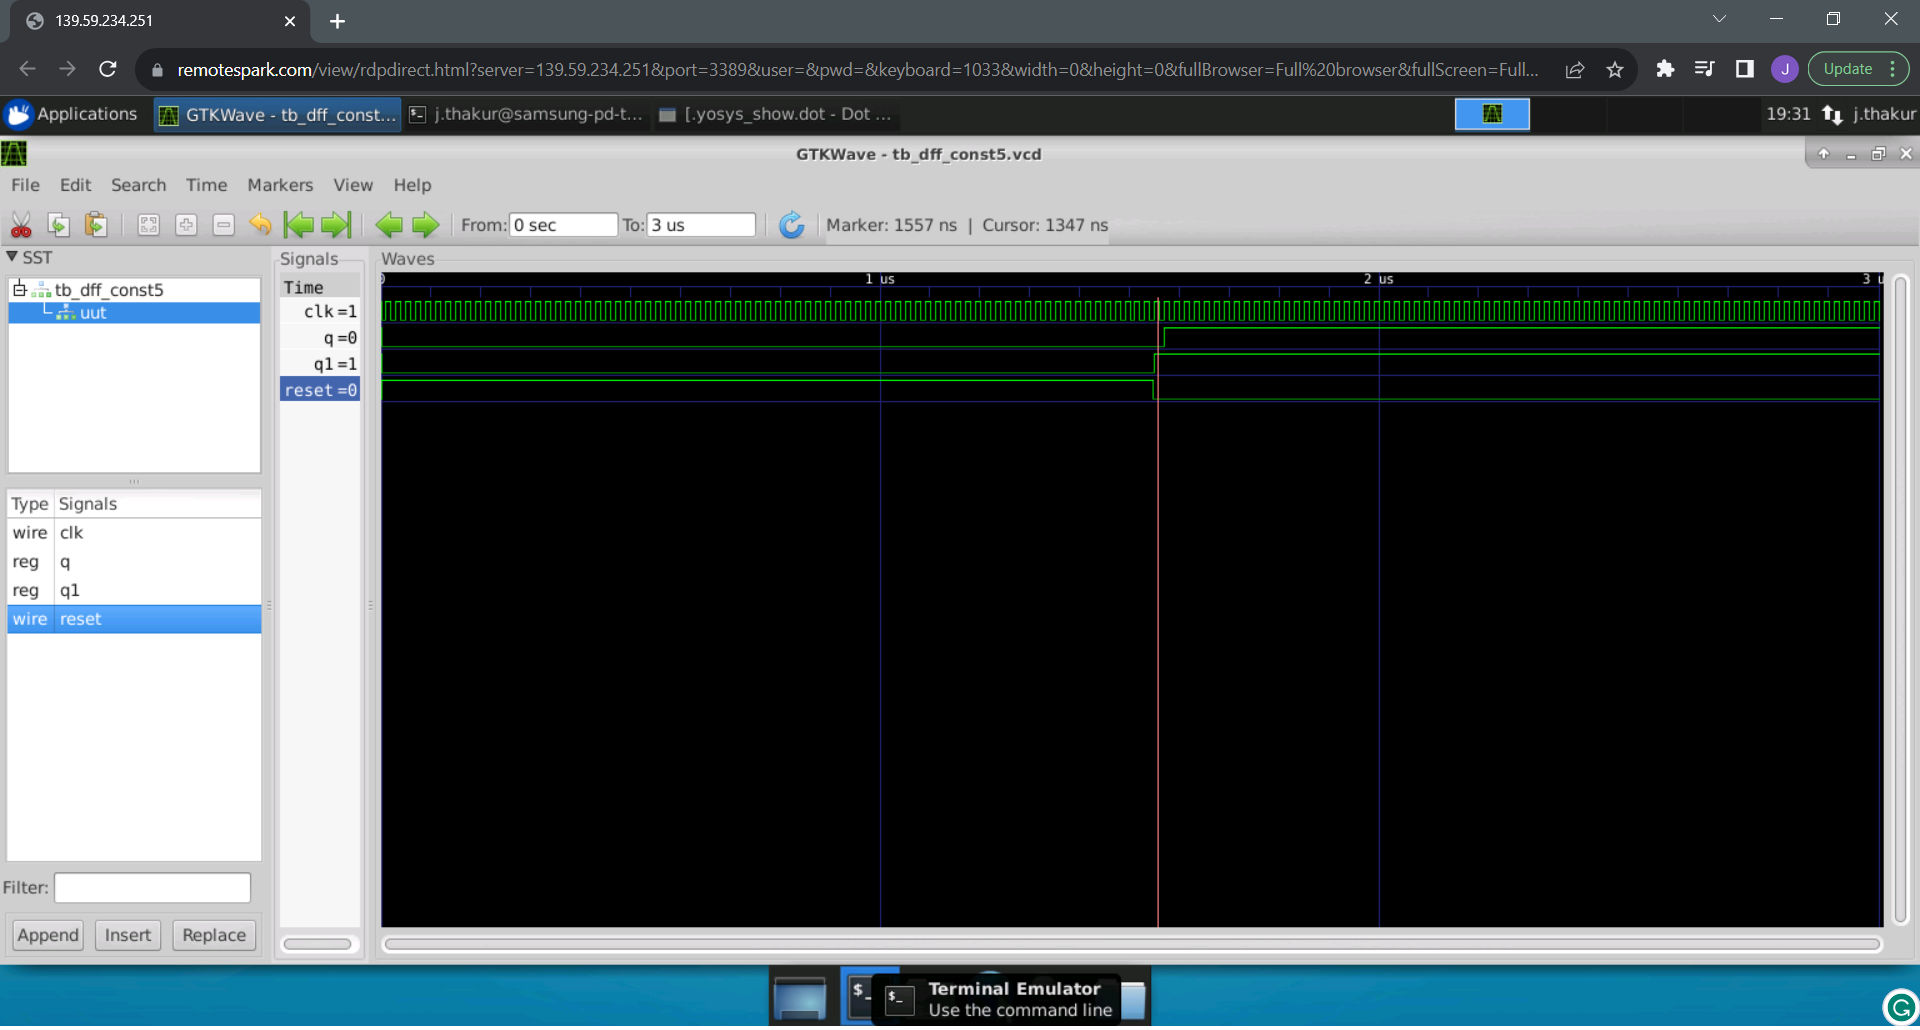 139.59.234.251
remotespark.com/view/rdpdirect.html?server=139.59.234.251&port=3389&user=&pwd=&keyboard=1033&width=0&height=0&fullBrowser=Full%20browser&fullScreen=Full...
J
Update
Applications
GTKWave - tb_dff_const...
j.thakur@samsung-pd-t...
[.yosys_show.dot - Dot ...
19:31
j.thakur
GTKWave - tb_dff_const5.vcd
File Edit Search Time Markers View Help
From: 0 sec To: 3 us
Marker: 1557 ns | Cursor: 1347 ns
SST
tb_dff_const5
uut
Type Signals
wire clk
reg q
reg q1
wire reset
Filter:
Append Insert Replace
Signals
Time
clk =1
q =0
q1 =1
reset =0
Waves
0 1 us 2 us 3 u
$_
$_
Terminal Emulator
Use the command line